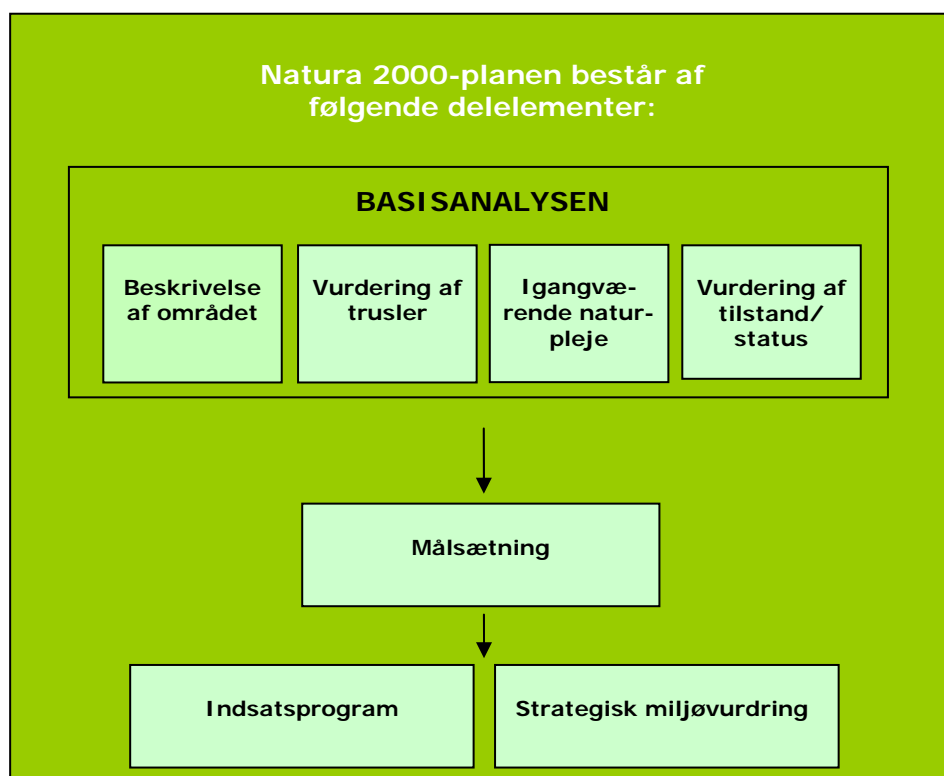 Natura 2000-planen består af
følgende delelementer:
BASISANALYSEN
Beskrivelse
af området
Vurdering af
trusler
Igangvæ-
rende natur-
pleje
Vurdering af
tilstand/
status
Målsætning
Indsatsprogram
Strategisk miljøvurdring